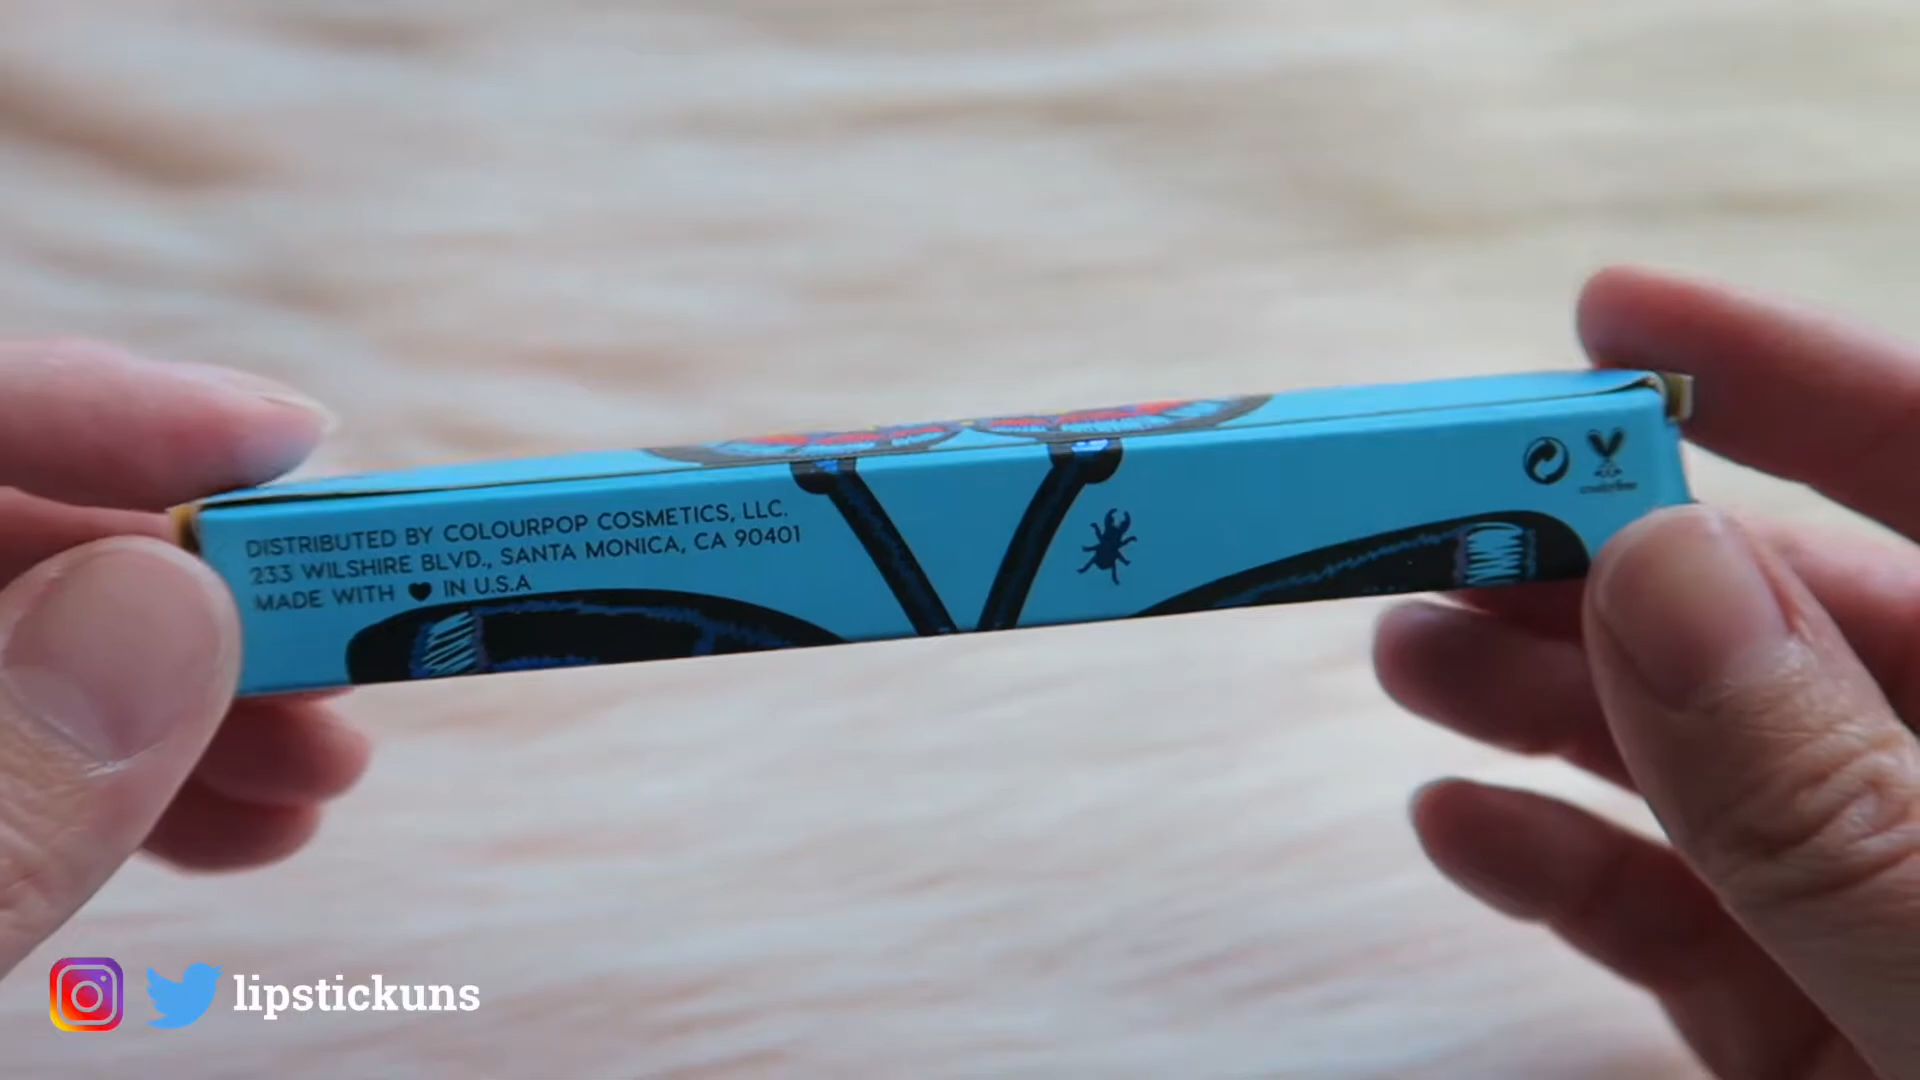 DISTRIBUTED BY COLOURPOP COSMETICS, LLC.
233 WILSHIRE BLVD., SANTA MONICA, CA 90401
MADE WITH ♥ IN U.S.A
lipstickuns